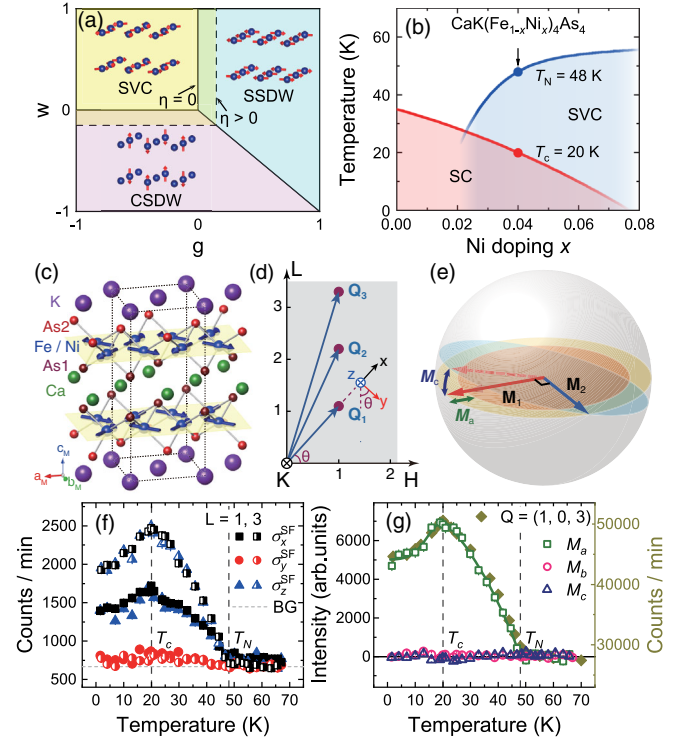 (a)
w
1
0
-1
SVC
SSDW
CSDW
η = 0
η > 0
-1
0
1
g
(b)
Temperature (K)
60
40
20
0
CaK(Fe1-xNix)4As4
TN = 48 K
SVC
Tc = 20 K
SC
0.00
0.02
0.04
0.06
0.08
Ni doping x
(c)
K
As2
Fe / Ni
As1
Ca
cM
aM
bM
(d)
L
3
2
1
Q3
Q2
Q1
x
z
y
θ
θ
K
1
2
H
(e)
Mc
Ma
M1
M2
(f)
Counts / min
2500
2000
1500
1000
500
L = 1, 3
σxSF
σySF
σzSF
BG
Tc
TN
0 10 20 30 40 50 60 70
Temperature (K)
(g)
Intensity (arb.units)
6000
4000
2000
0
Q = (1, 0, 3)
Ma
Mb
Mc
Tc
TN
50000
40000
30000
Counts / min
0 10 20 30 40 50 60 70
Temperature (K)